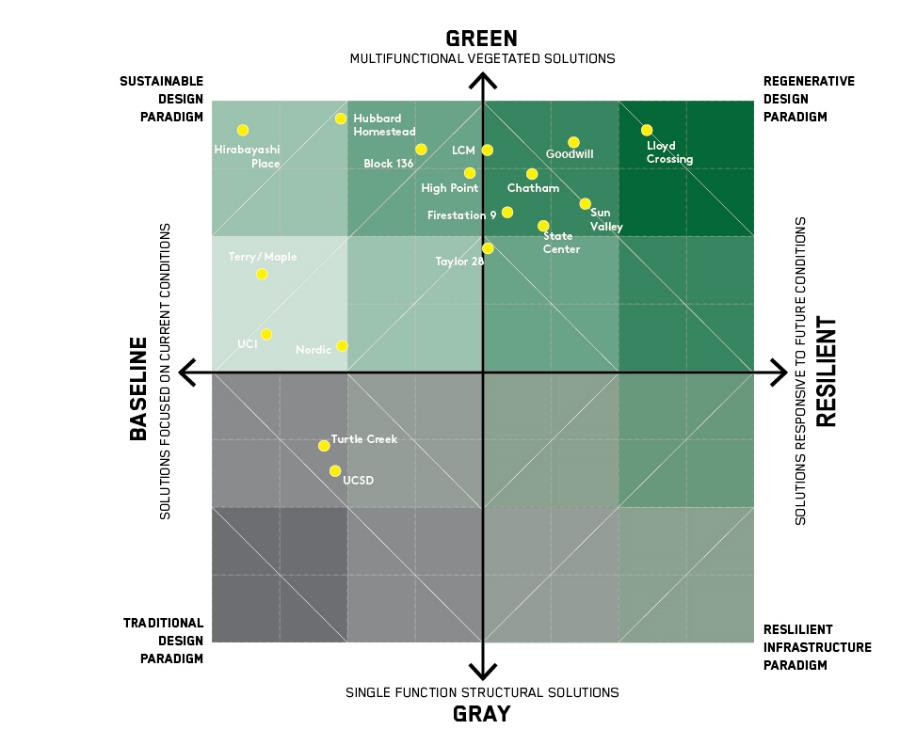 GREEN
MULTIFUNCTIONAL VEGETATED SOLUTIONS
SUSTAINABLE
DESIGN
PARADIGM
REGENERATIVE
DESIGN
PARADIGM
Hubbard
Homestead
Hirabayashi
Place
Block 136
LCM
Goodwill
Lloyd
Crossing
High Point
Chatham
Firestation 9
Sun
Valley
State
Center
Taylor 28
Terry/Maple
UCI
Nordic
BASELINE
SOLUTIONS FOCUSED ON CURRENT CONDITIONS
SOLUTIONS RESPONSIVE TO FUTURE CONDITIONS
RESILIENT
Turtle Creek
UCSD
TRADITIONAL
DESIGN
PARADIGM
RESLILIENT
INFRASTRUCTURE
PARADIGM
SINGLE FUNCTION STRUCTURAL SOLUTIONS
GRAY